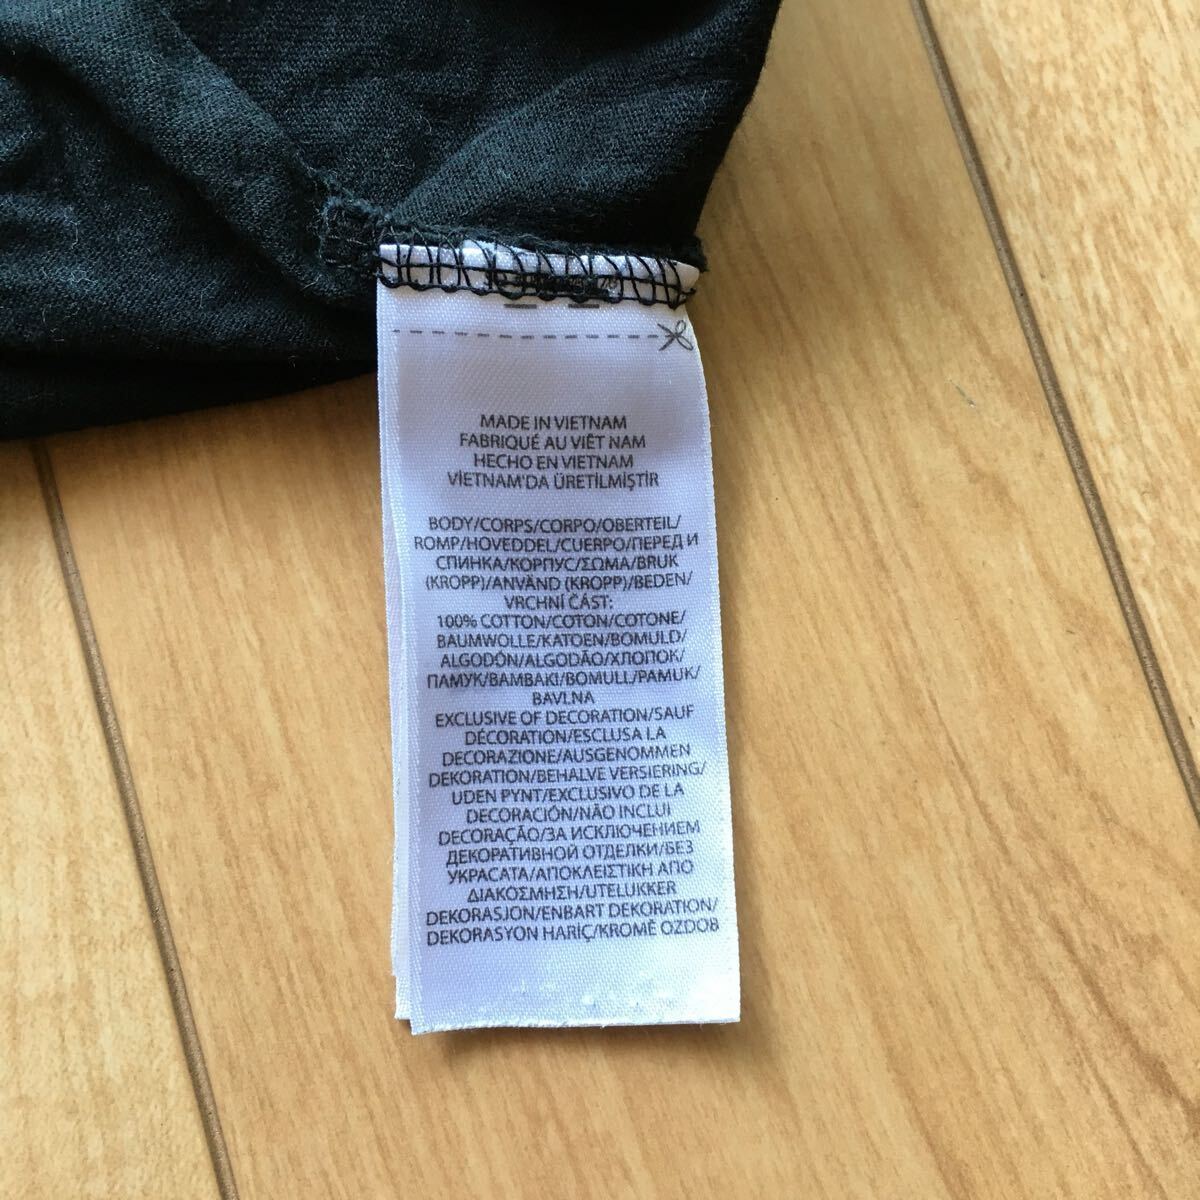 MADE IN VIETNAM
FABRIQUÉ AU VIÊT NAM
HECHO EN VIETNAM
VİETNAM'DA ÜRETİLMİŞTİR
BODY/CORPS/CORPO/OBERTEIL/
ROMP/HOVEDDEL/CUERPO/ПЕРЕД И
СПИНКА/КОРПУС/ΣΩΜΑ/BRUK
(KROPP)/ANVÄND (KROPP)/BEDEN/
VRCHNÍ ČÁST:
100% COTTON/COTON/COTONE/
BAUMWOLLE/KATOEN/BOMULD/
ALGODÓN/ALGODÃO/ХЛОПОК/
ПАМУК/BAMBAKI/BOMULL/PAMUK/
BAVLNA
EXCLUSIVE OF DECORATION/SAUF
DÉCORATION/ESCLUSA LA
DECORAZIONE/AUSGENOMMEN
DEKORATION/BEHALVE VERSIERING/
UDEN PYNT/EXCLUSIVO DE LA
DECORACIÓN/NÃO INCLUI
DECORAÇÃO/ЗА ИСКЛЮЧЕНИЕМ
ДЕКОРАТИВНОЙ ОТДЕЛКИ/БЕЗ
УКРАСАТА/ΑΠΟΚΛΕΙΣΤΙΚΗ ΑΠΟ
ΔΙΑΚΟΣΜΗΣΗ/UTELUKKER
DEKORASJON/ENBART DEKORATION/
DEKORASYON HARİÇ/KROMĚ OZDOB